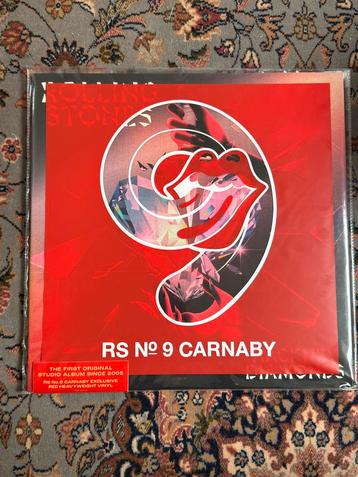 ROLLING
STONES
RS Nº 9 CARNABY
THE FIRST ORIGINAL
STUDIO ALBUM SINCE 2005
RS No.9 CARNABY EXCLUSIVE
RED HEAVYWEIGHT VINYL
DIAMONDS